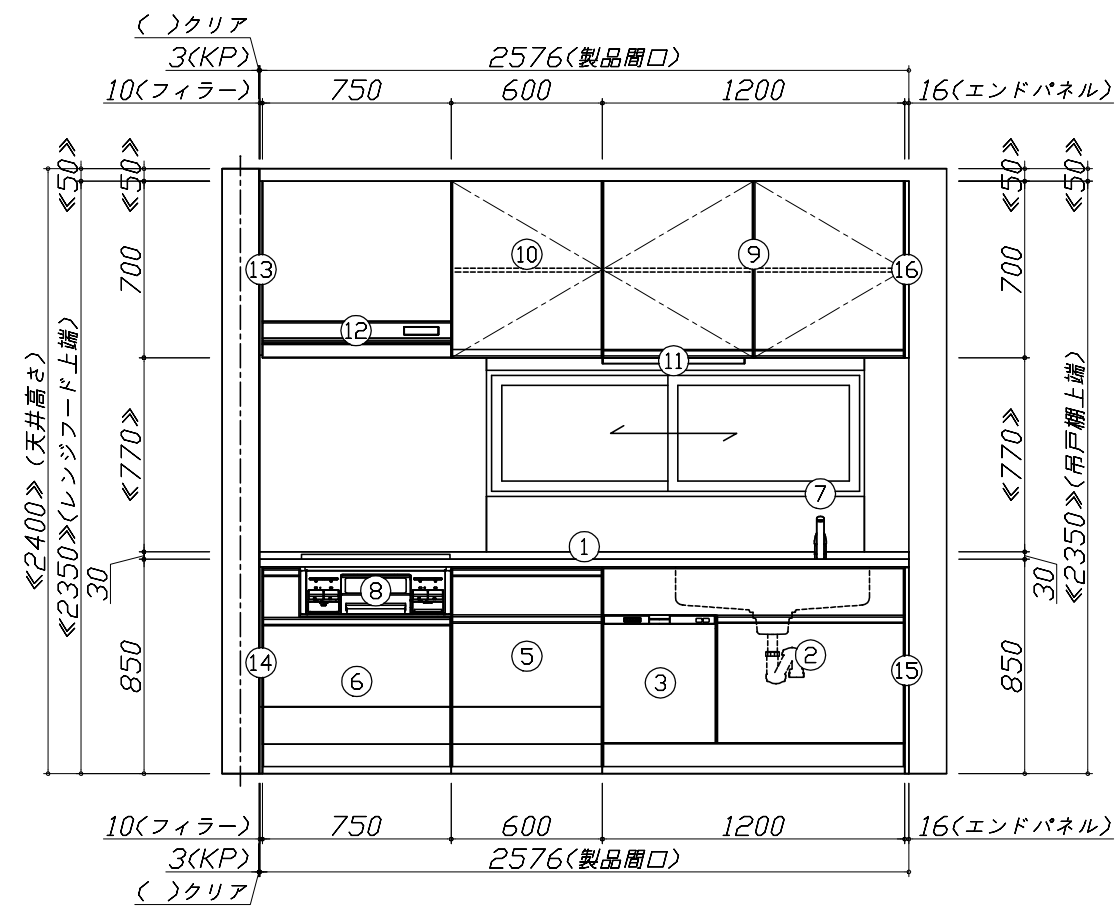 ( )クリア
3(KP)
2576(製品間口)
10(フィラー)
750
600
1200
16(エンドパネル)
≪50≫
≪50≫
≪50≫
≪50≫
700
700
≪770≫
≪770≫
≪2400≫(天井高さ)
≪2350≫(レンジフード上端)
≪2350≫(吊戸棚上端)
30
30
850
850
13
10
9
16
12
11
7
1
8
14
6
5
3
2
15
10(フィラー)
750
600
1200
16(エンドパネル)
3(KP)
2576(製品間口)
( )クリア